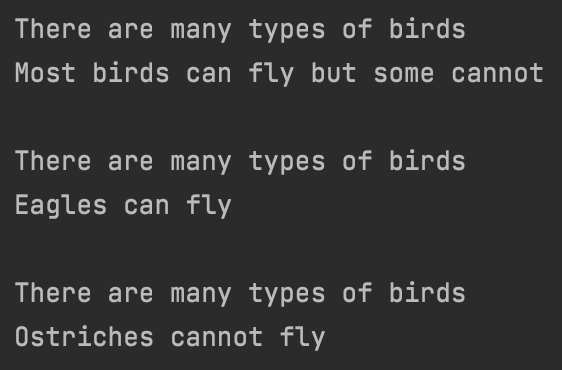 There are many types of birds
Most birds can fly but some cannot
There are many types of birds
Eagles can fly
There are many types of birds
Ostriches cannot fly